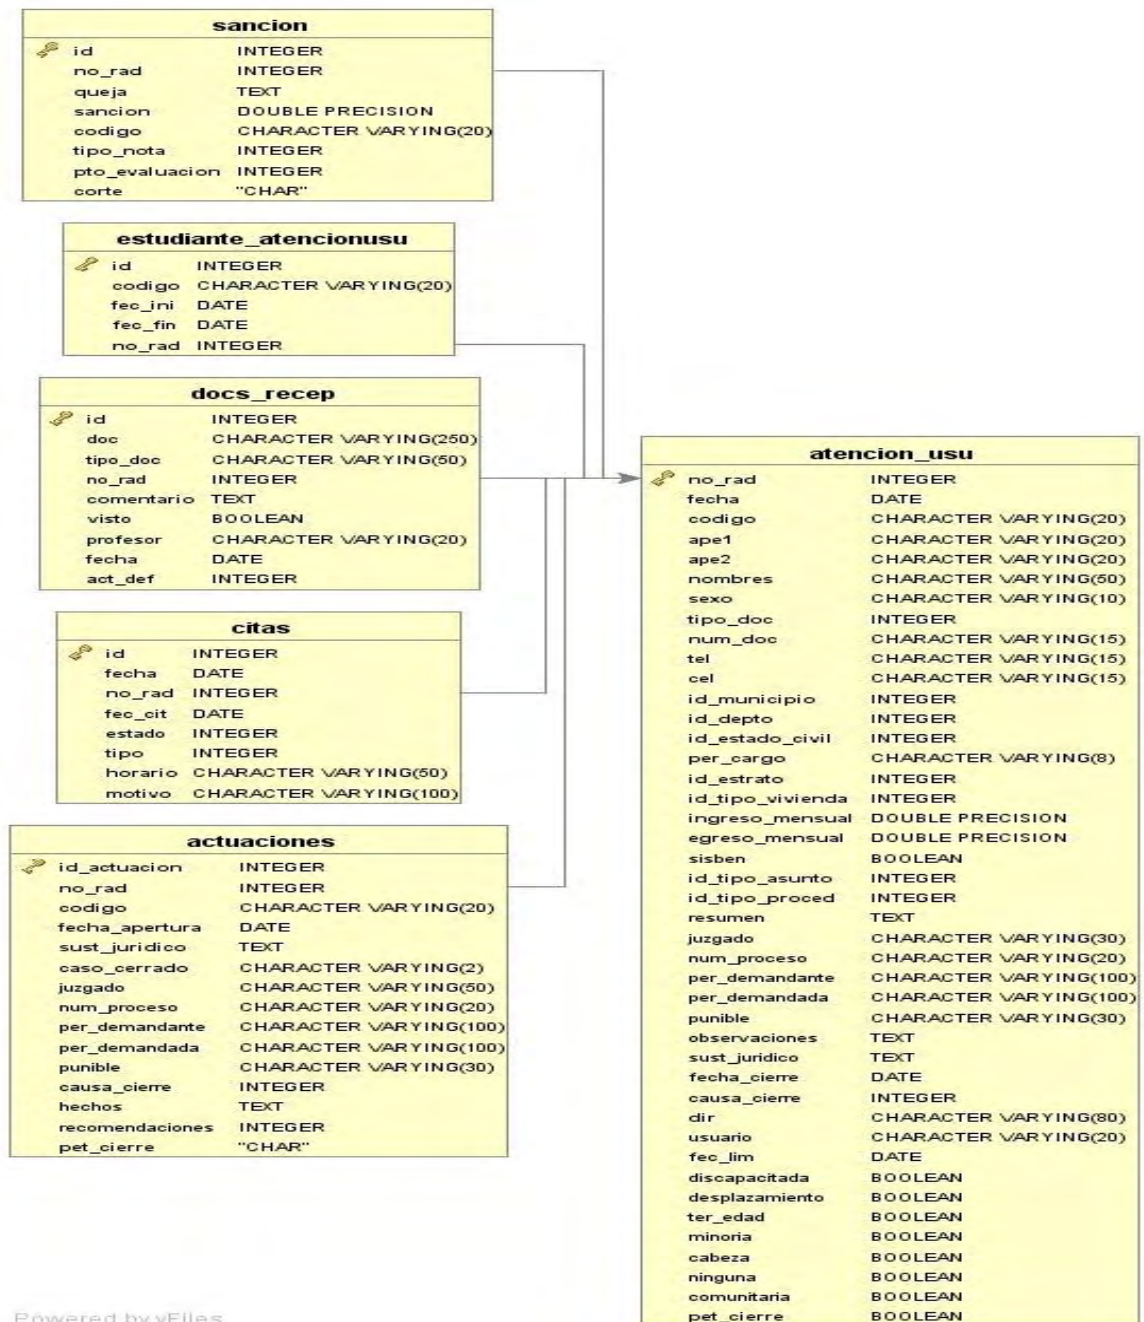 sancion
id INTEGER
no_rad INTEGER
queja TEXT
sancion DOUBLE PRECISION
codigo CHARACTER VARYING(20)
tipo_nota INTEGER
pto_evaluacion INTEGER
corte "CHAR"
estudiante_atencionusu
id INTEGER
codigo CHARACTER VARYING(20)
fec_ini DATE
fec_fin DATE
no_rad INTEGER
docs_recep
id INTEGER
doc CHARACTER VARYING(250)
tipo_doc CHARACTER VARYING(50)
no_rad INTEGER
comentario TEXT
visto BOOLEAN
profesor CHARACTER VARYING(20)
fecha DATE
act_def INTEGER
citas
id INTEGER
fecha DATE
no_rad INTEGER
fec_cit DATE
estado INTEGER
tipo INTEGER
horario CHARACTER VARYING(50)
motivo CHARACTER VARYING(100)
actuaciones
id_actuacion INTEGER
no_rad INTEGER
codigo CHARACTER VARYING(20)
fecha_apertura DATE
sust_juridico TEXT
caso_cerrado CHARACTER VARYING(2)
juzgado CHARACTER VARYING(50)
num_proceso CHARACTER VARYING(20)
per_demandante CHARACTER VARYING(100)
per_demandada CHARACTER VARYING(100)
punible CHARACTER VARYING(30)
causa_cierre INTEGER
hechos TEXT
recomendaciones INTEGER
pet_cierre "CHAR"
atencion_usu
no_rad INTEGER
fecha DATE
codigo CHARACTER VARYING(20)
ape1 CHARACTER VARYING(20)
ape2 CHARACTER VARYING(20)
nombres CHARACTER VARYING(50)
sexo CHARACTER VARYING(10)
tipo_doc INTEGER
num_doc CHARACTER VARYING(15)
tel CHARACTER VARYING(15)
cel CHARACTER VARYING(15)
id_municipio INTEGER
id_depto INTEGER
id_estado_civil INTEGER
per_cargo CHARACTER VARYING(8)
id_estrato INTEGER
id_tipo_vivienda INTEGER
ingreso_mensual DOUBLE PRECISION
egreso_mensual DOUBLE PRECISION
sisben BOOLEAN
id_tipo_asunto INTEGER
id_tipo_proced INTEGER
resumen TEXT
juzgado CHARACTER VARYING(30)
num_proceso CHARACTER VARYING(20)
per_demandante CHARACTER VARYING(100)
per_demandada CHARACTER VARYING(100)
punible CHARACTER VARYING(30)
observaciones TEXT
sust_juridico TEXT
fecha_cierre DATE
causa_cierre INTEGER
dir CHARACTER VARYING(80)
usuario CHARACTER VARYING(20)
fec_lim DATE
discapacitada BOOLEAN
desplazamiento BOOLEAN
ter_edad BOOLEAN
minoria BOOLEAN
cabeza BOOLEAN
ninguna BOOLEAN
comunitaria BOOLEAN
pet_cierre BOOLEAN
Powered by yFiles